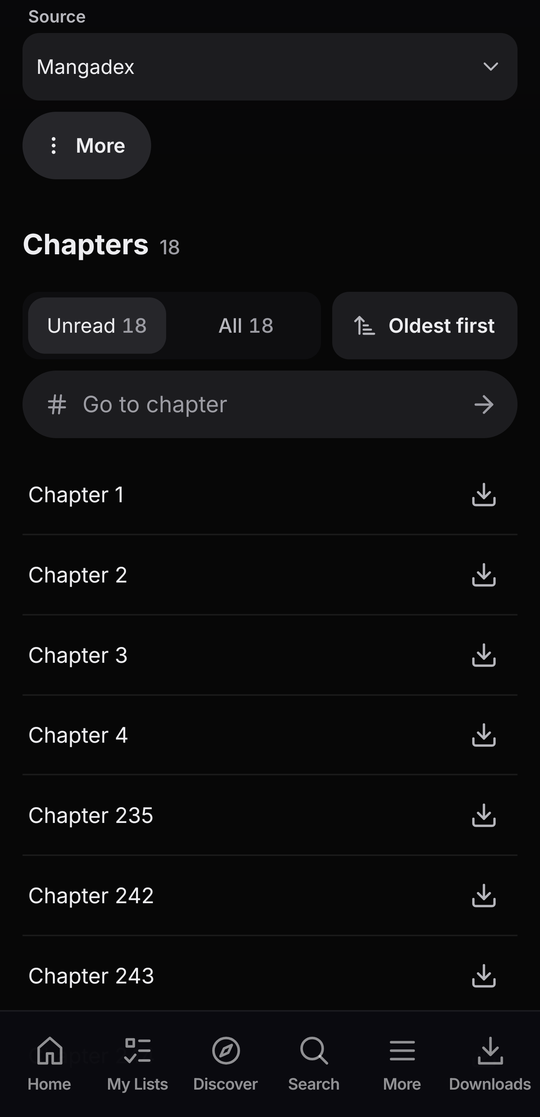 Source
Mangadex
More
Chapters 18
Unread 18
All 18
Oldest first
# Go to chapter
Chapter 1
Chapter 2
Chapter 3
Chapter 4
Chapter 235
Chapter 242
Chapter 243
Home
My Lists
Discover
Search
More
Downloads